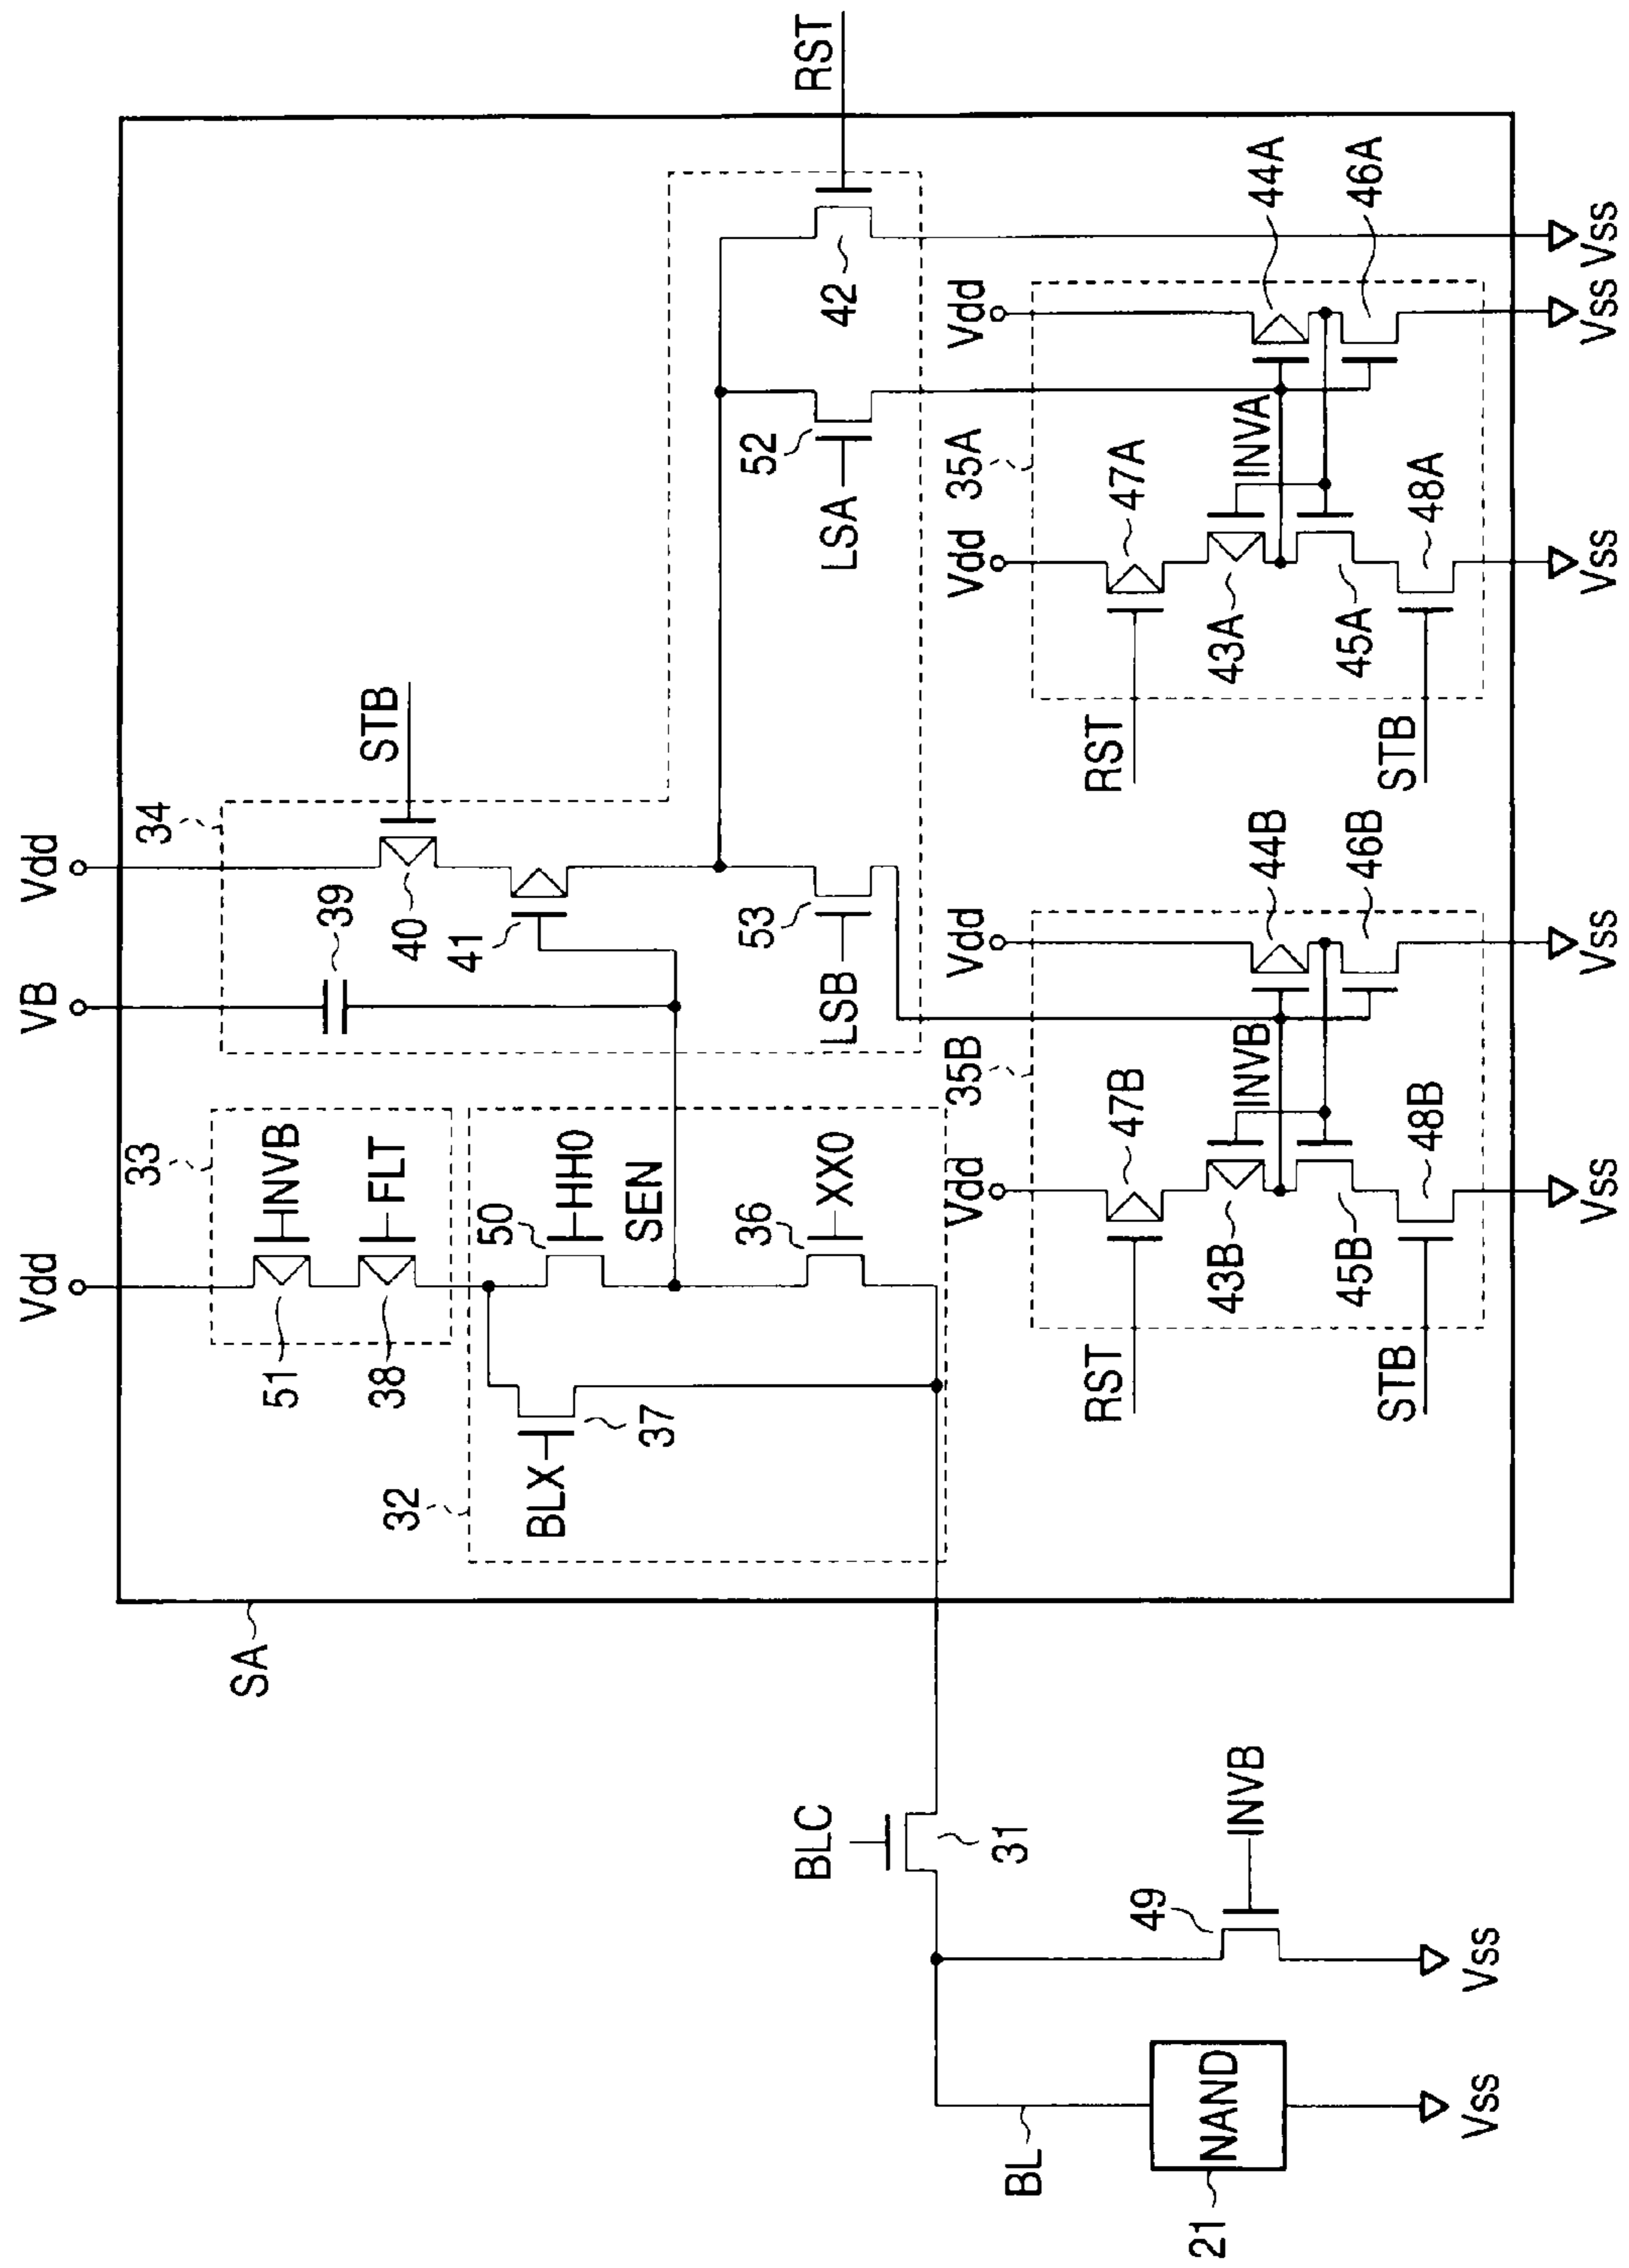 RST
Vdd
VB
Vdd
34
STB
39
40
41
33
INVB
FLT
51
38
50
HH0
SEN
36
XX0
37
BLX
32
SA
42
52
LSA
53
LSB
Vdd
Vdd
35A
47A
INVA
44A
46A
43A
45A
48A
RST
STB
Vss
Vss
Vss
Vdd
Vdd
35B
47B
INVB
44B
46B
43B
45B
48B
RST
STB
Vss
Vss
BLC
31
INVB
49
Vss
BL
NAND
21
Vss